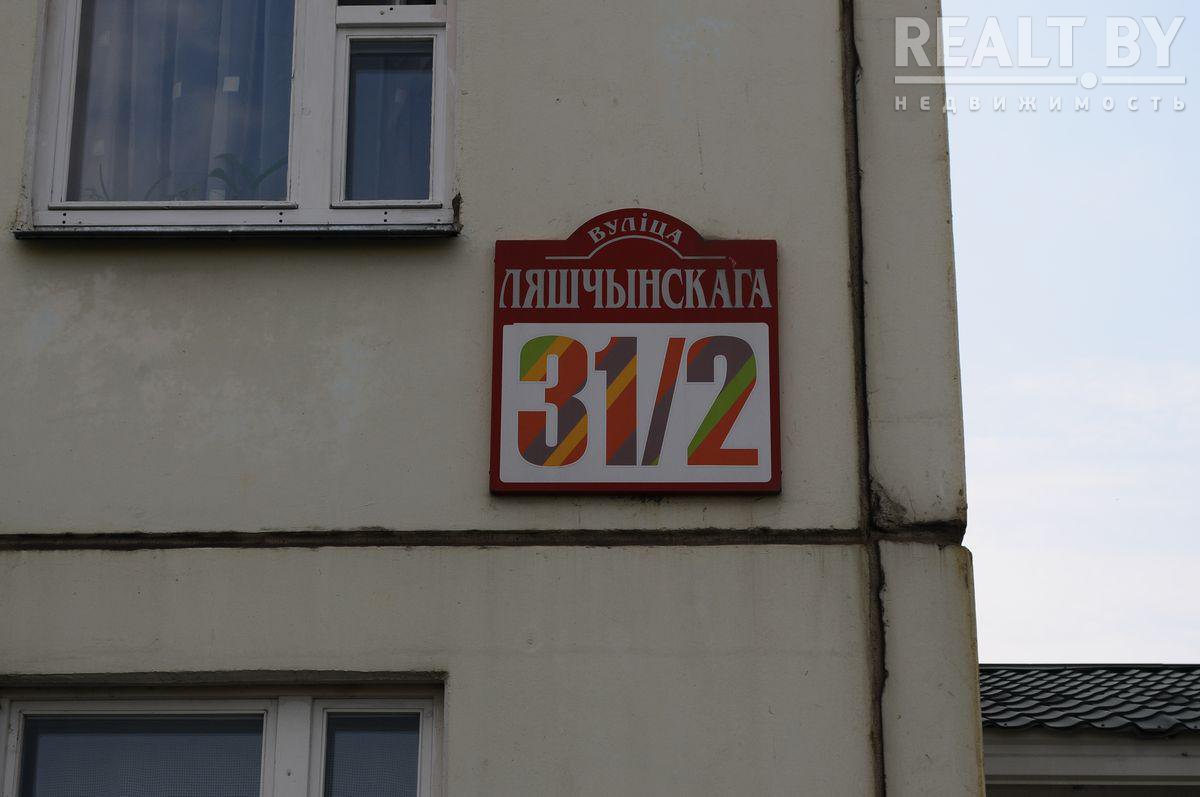 REALT.BY
НЕДВИЖИМОСТЬ
ВУЛІЦА
ЛЯШЧЫНСКАГА
31/2